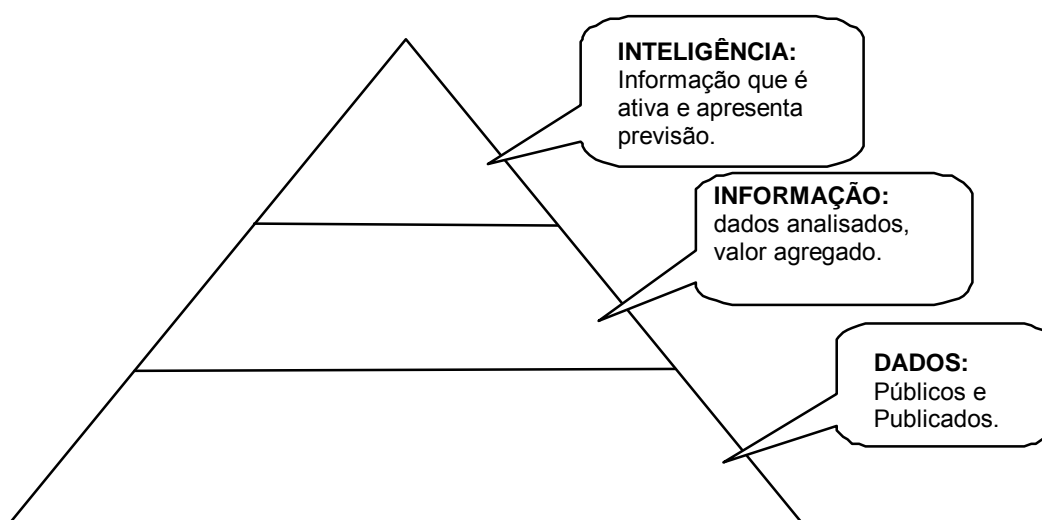 INTELIGÊNCIA:
Informação que é
ativa e apresenta
previsão.
INFORMAÇÃO:
dados analisados,
valor agregado.
DADOS:
Públicos e
Publicados.